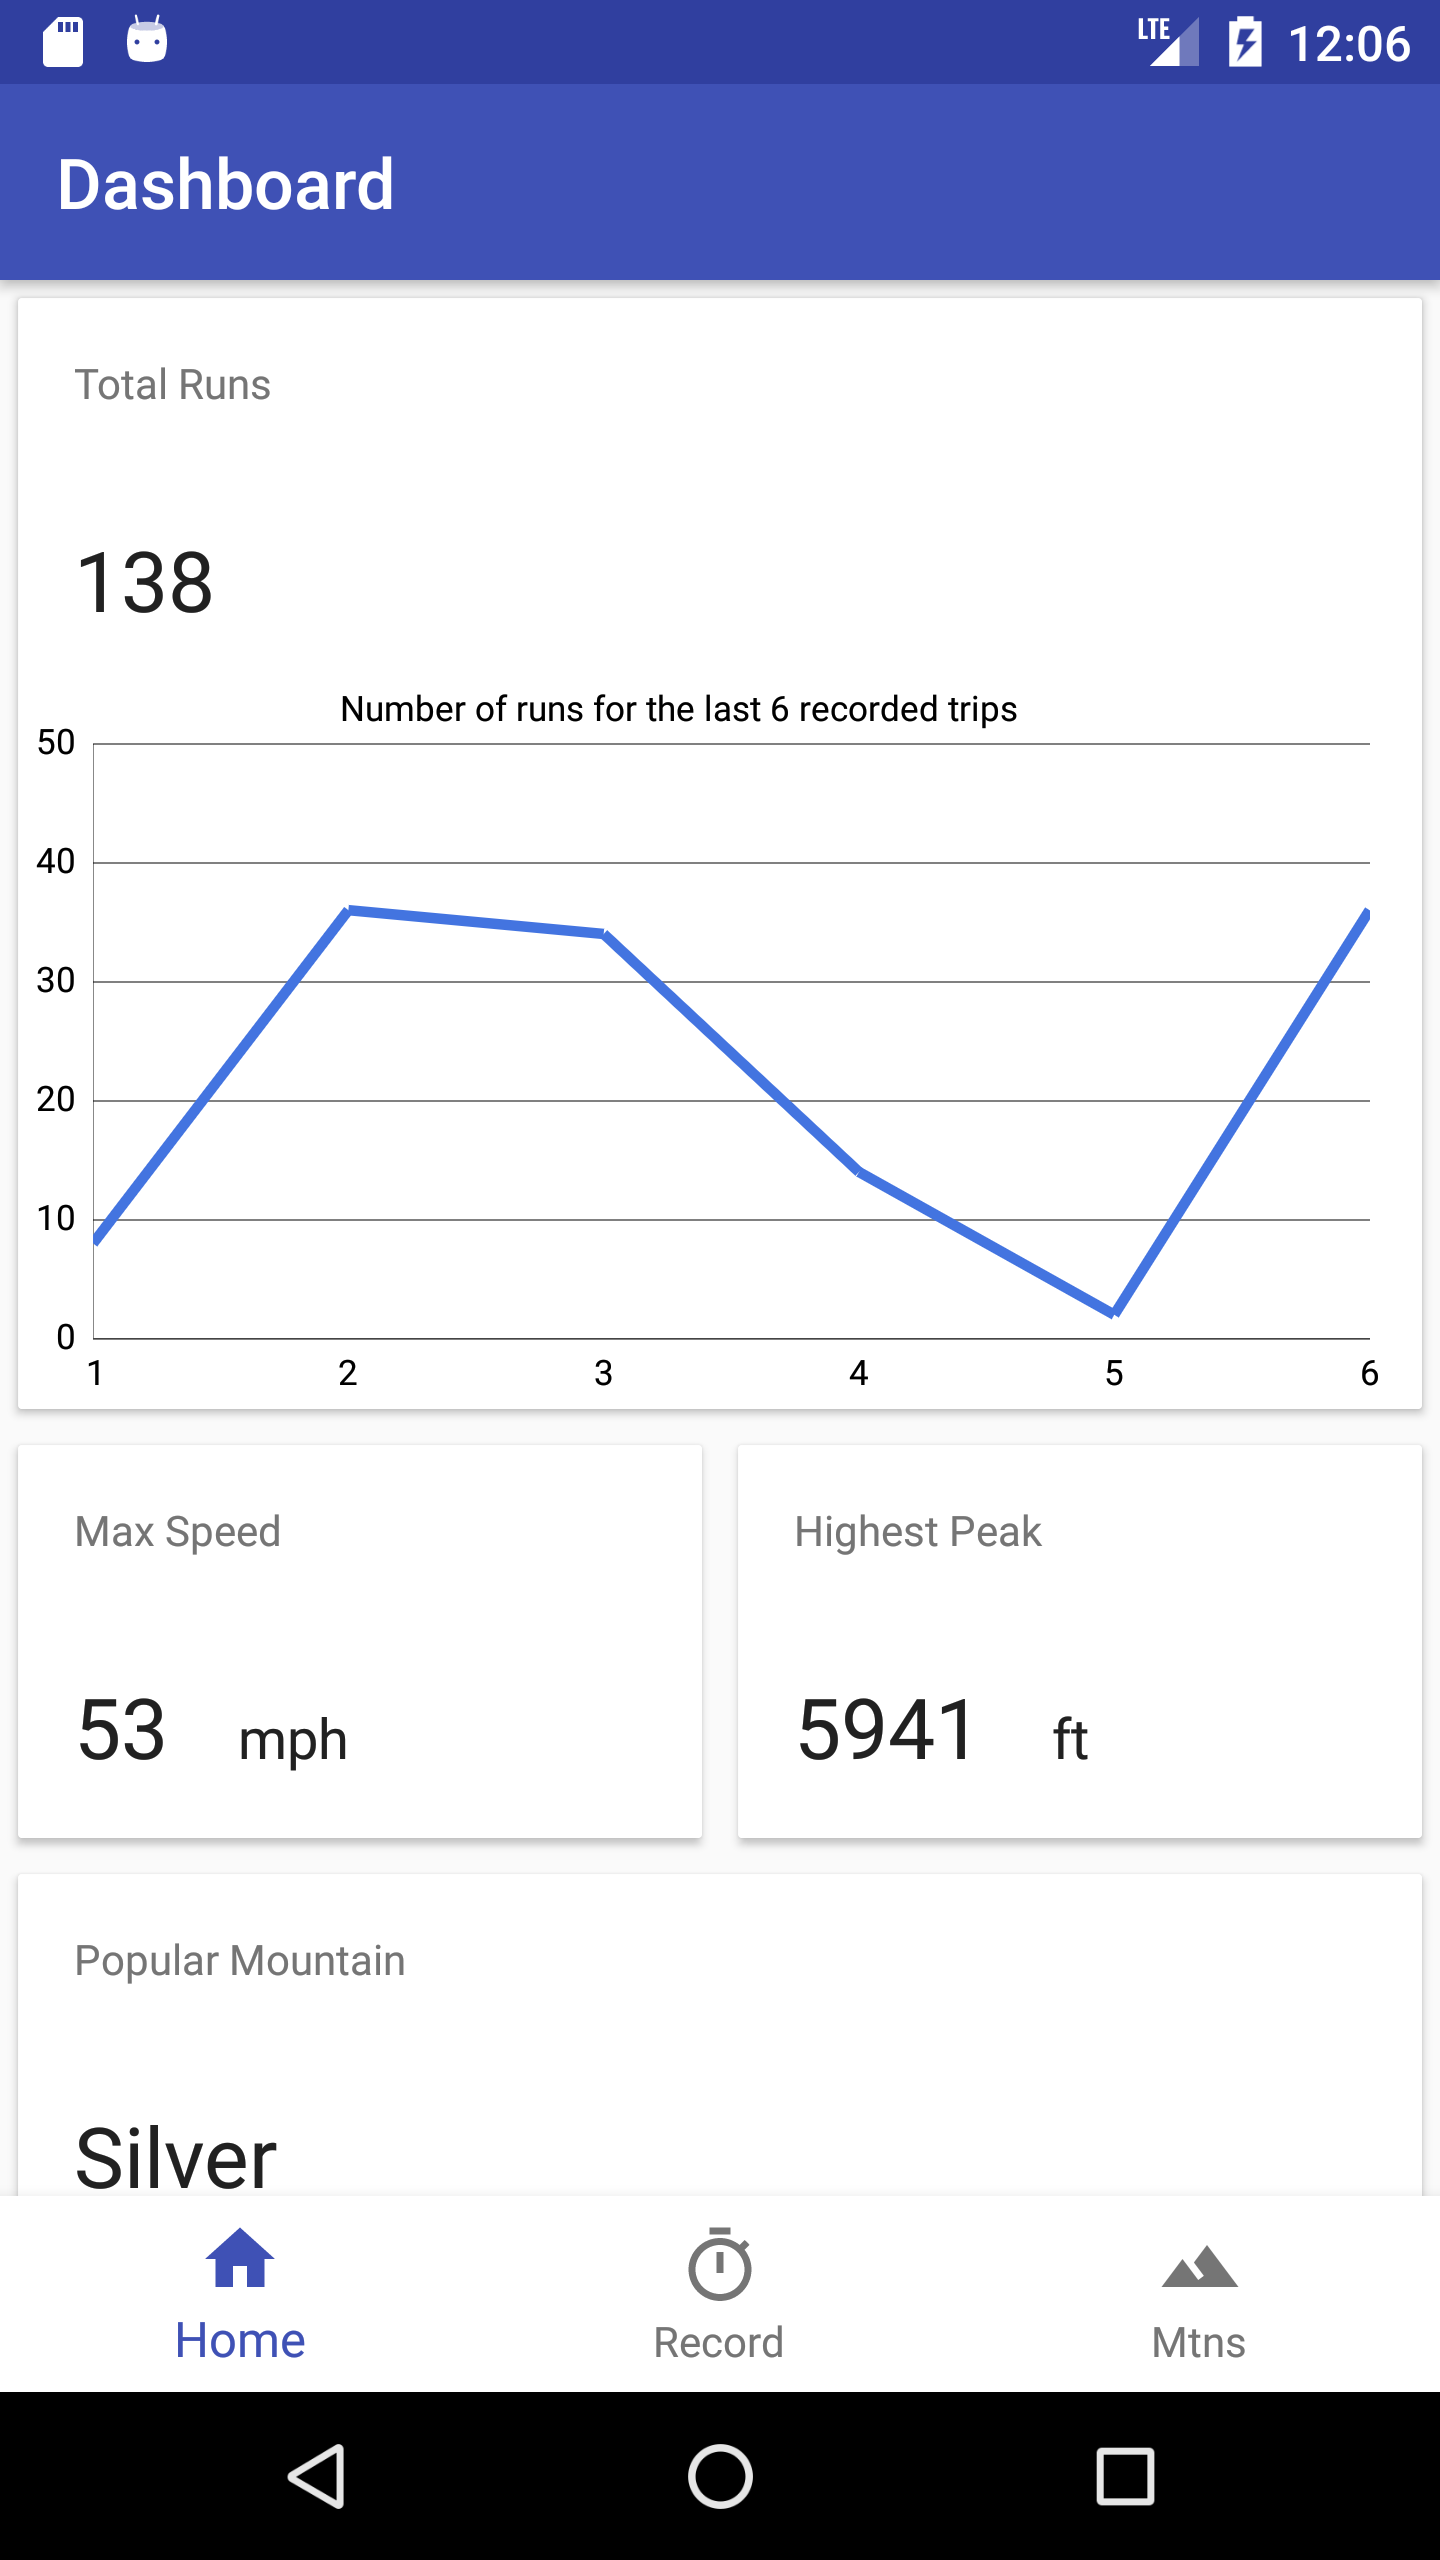 LTE 12:06
Dashboard
Total Runs
138
Number of runs for the last 6 recorded trips
50
40
30
20
10
0
1 2 3 4 5 6
Max Speed
53 mph
Highest Peak
5941 ft
Popular Mountain
Silver
Home Record Mtns